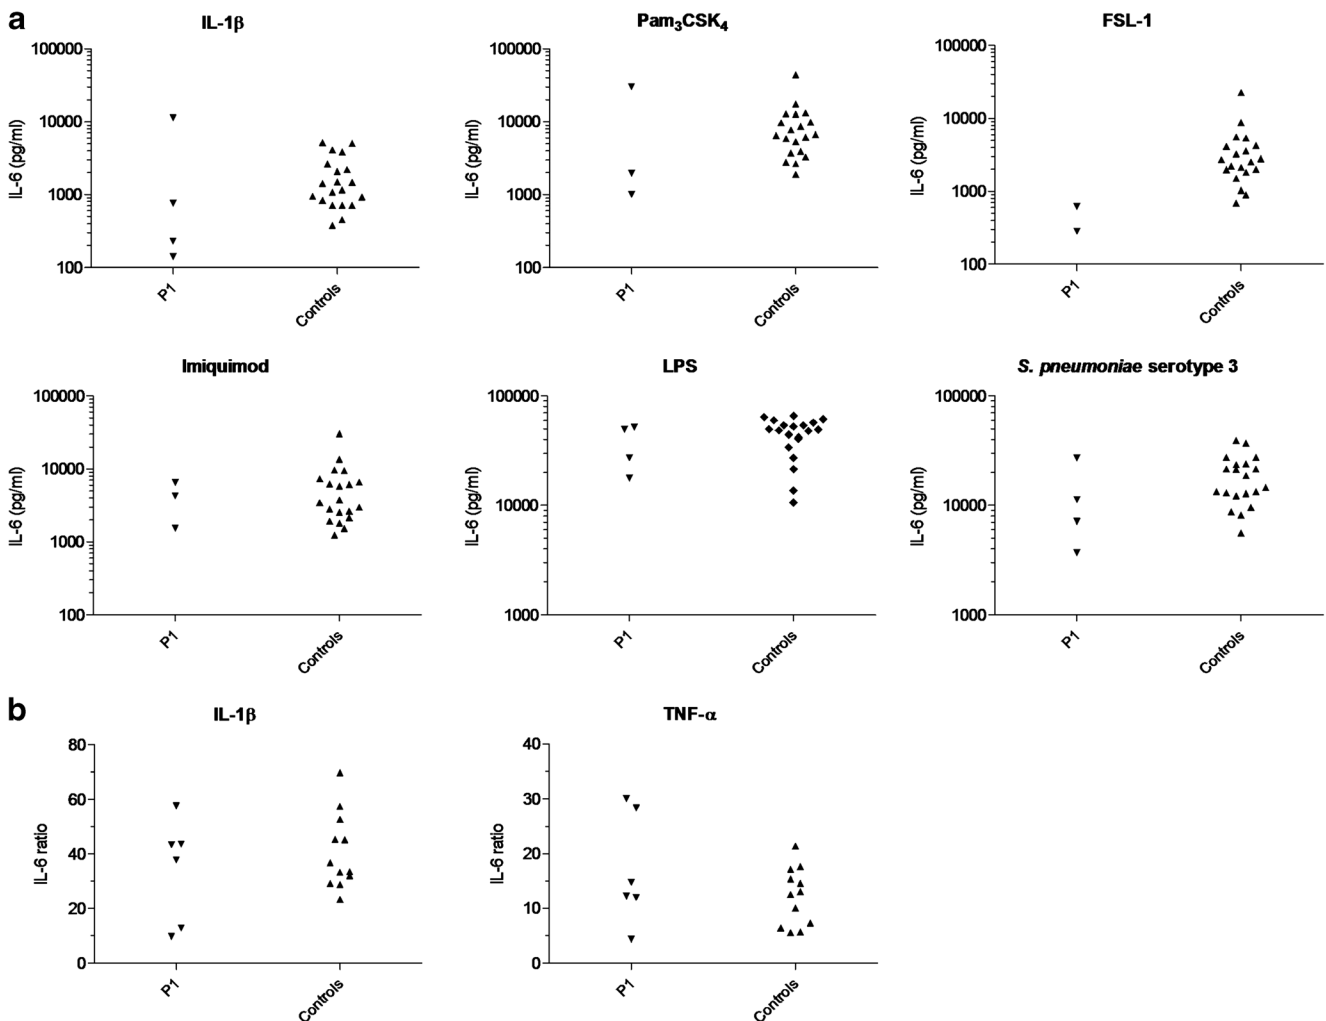 a
IL-1β
100000
10000
1000
100
IL-6 (pg/ml)
P1
Controls
Pam₃CSK₄
100000
10000
1000
100
IL-6 (pg/ml)
P1
Controls
FSL-1
100000
10000
1000
100
IL-6 (pg/ml)
P1
Controls
Imiquimod
100000
10000
1000
100
IL-6 (pg/ml)
P1
Controls
LPS
100000
10000
1000
IL-6 (pg/ml)
P1
Controls
S. pneumoniae serotype 3
100000
10000
1000
IL-6 (pg/ml)
P1
Controls
b
IL-1β
80
60
40
20
0
IL-6 ratio
P1
Controls
TNF-α
40
30
20
10
0
IL-6 ratio
P1
Controls